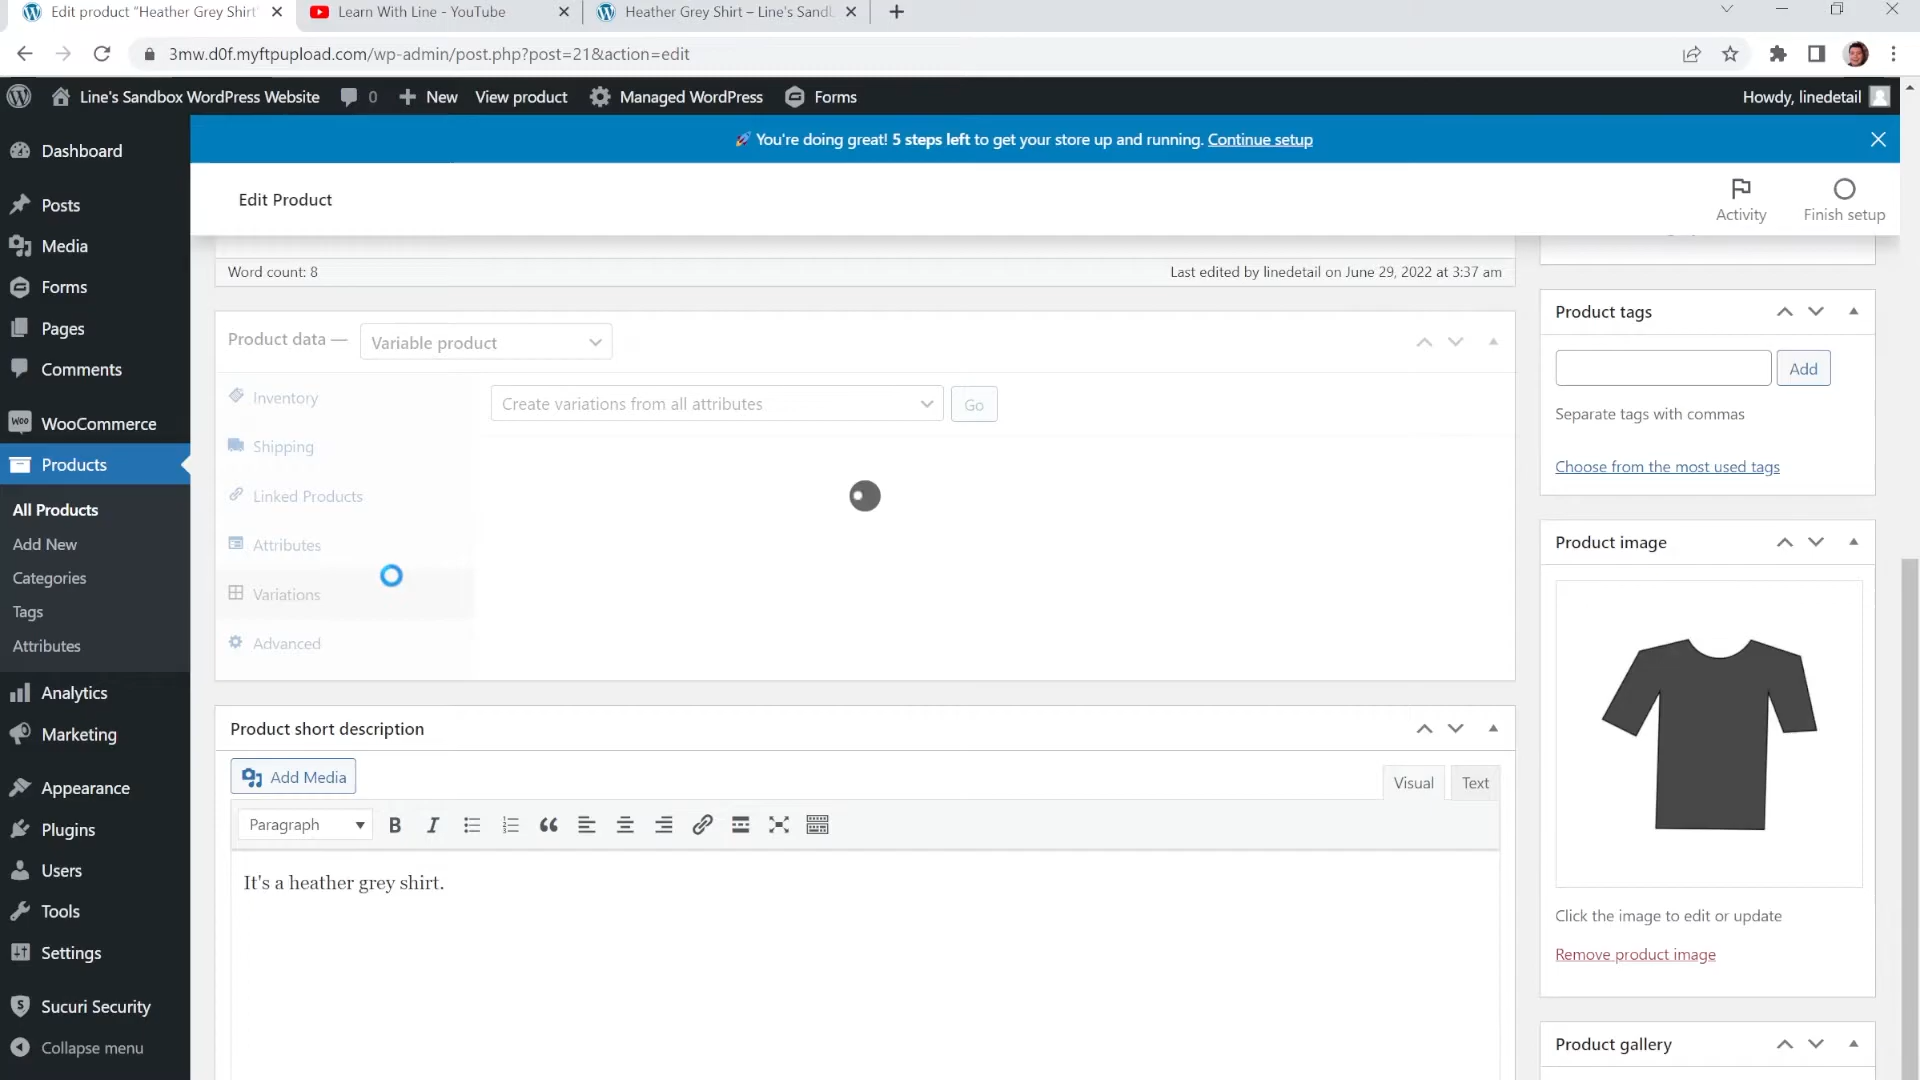 Edit product "Heather Grey Shirt"
Learn With Line - YouTube
Heather Grey Shirt – Line's Sandb
3mw.d0f.myftpupload.com/wp-admin/post.php?post=21&action=edit
Line's Sandbox WordPress Website
0
New
View product
Managed WordPress
Forms
Howdy, linedetail
🚀 You're doing great! 5 steps left to get your store up and running. Continue setup
Edit Product
Activity
Finish setup
Dashboard
Posts
Media
Forms
Pages
Comments
WooCommerce
Products
All Products
Add New
Categories
Tags
Attributes
Analytics
Marketing
Appearance
Plugins
Users
Tools
Settings
Sucuri Security
Collapse menu
Word count: 8
Last edited by linedetail on June 29, 2022 at 3:37 am
Product data —
Variable product
Inventory
Shipping
Linked Products
Attributes
Variations
Advanced
Create variations from all attributes
Go
Product short description
Add Media
Visual
Text
Paragraph
It's a heather grey shirt.
Product tags
Add
Separate tags with commas
Choose from the most used tags
Product image
Click the image to edit or update
Remove product image
Product gallery